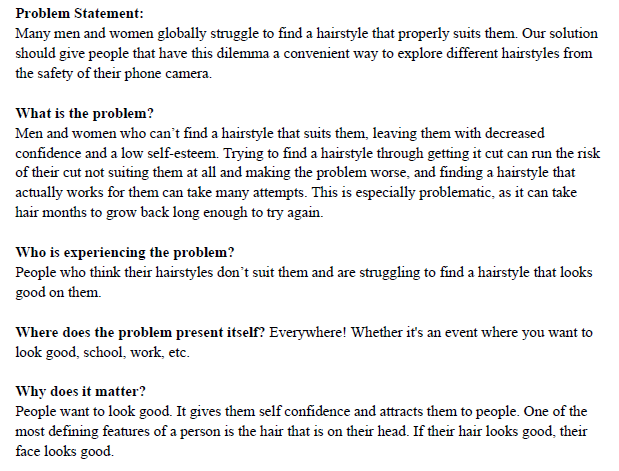 Problem Statement:
Many men and women globally struggle to find a hairstyle that properly suits them. Our solution
should give people that have this dilemma a convenient way to explore different hairstyles from
the safety of their phone camera.
What is the problem?
Men and women who can't find a hairstyle that suits them, leaving them with decreased
confidence and a low self-esteem. Trying to find a hairstyle through getting it cut can run the risk
of their cut not suiting them at all and making the problem worse, and finding a hairstyle that
actually works for them can take many attempts. This is especially problematic, as it can take
hair months to grow back long enough to try again.
Who is experiencing the problem?
People who think their hairstyles don't suit them and are struggling to find a hairstyle that looks
good on them.
Where does the problem present itself? Everywhere! Whether it's an event where you want to
look good, school, work, etc.
Why does it matter?
People want to look good. It gives them self confidence and attracts them to people. One of the
most defining features of a person is the hair that is on their head. If their hair looks good, their
face looks good.